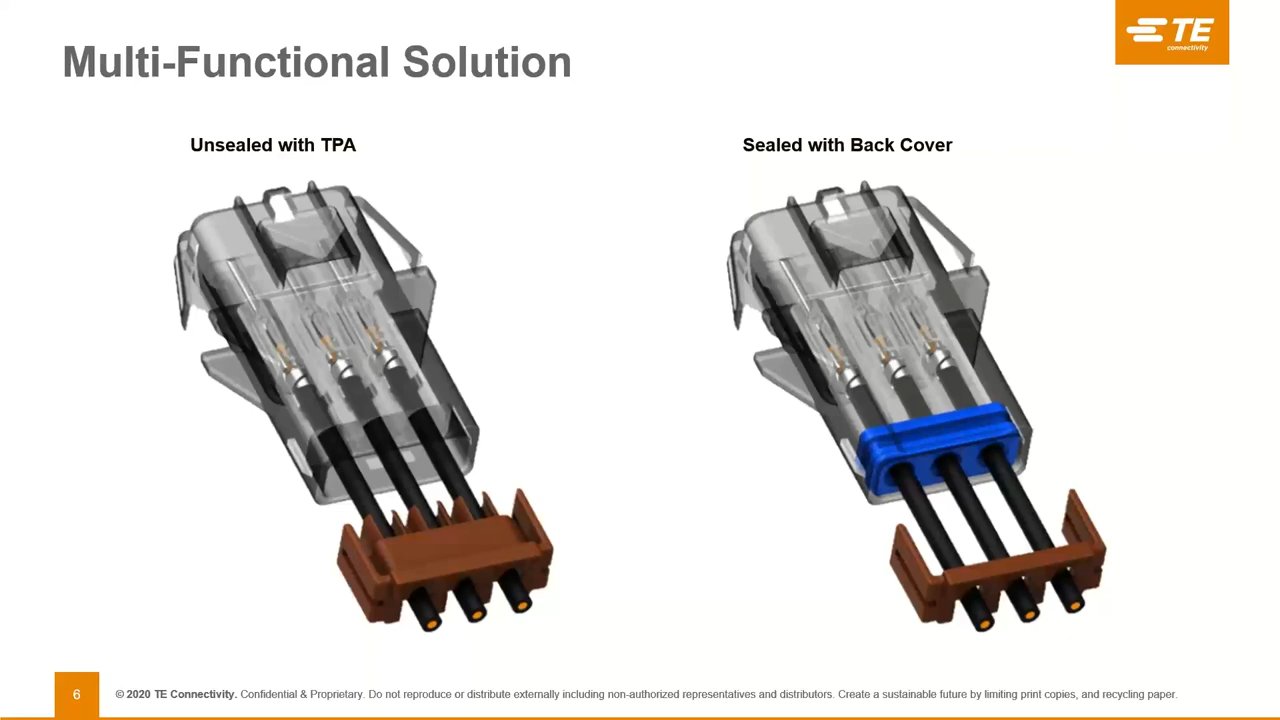 TE
connectivity
Multi-Functional Solution
Unsealed with TPA
Sealed with Back Cover
6
© 2020 TE Connectivity. Confidential & Proprietary. Do not reproduce or distribute externally including non-authorized representatives and distributors. Create a sustainable future by limiting print copies, and recycling paper.